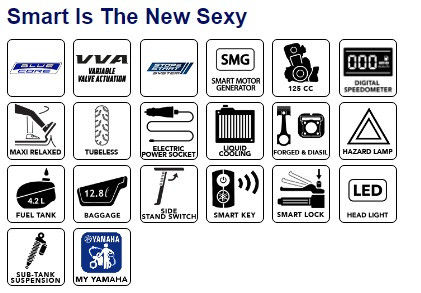 Smart Is The New Sexy
BLUE
CORE
VVA
VARIABLE
VALVE ACTUATION
STOP &
START
SYSTEM
SMG
SMART MOTOR
GENERATOR
125 CC
000
DIGITAL
SPEEDOMETER
MAXI RELAXED
TUBELESS
ELECTRIC
POWER SOCKET
LIQUID
COOLING
FORGED & DIASIL
HAZARD LAMP
4.2 L
FUEL TANK
12.8ℓ
BAGGAGE
SIDE
STAND SWITCH
SMART KEY
SMART LOCK
LED
HEAD LIGHT
SUB-TANK
SUSPENSION
YAMAHA
MY YAMAHA